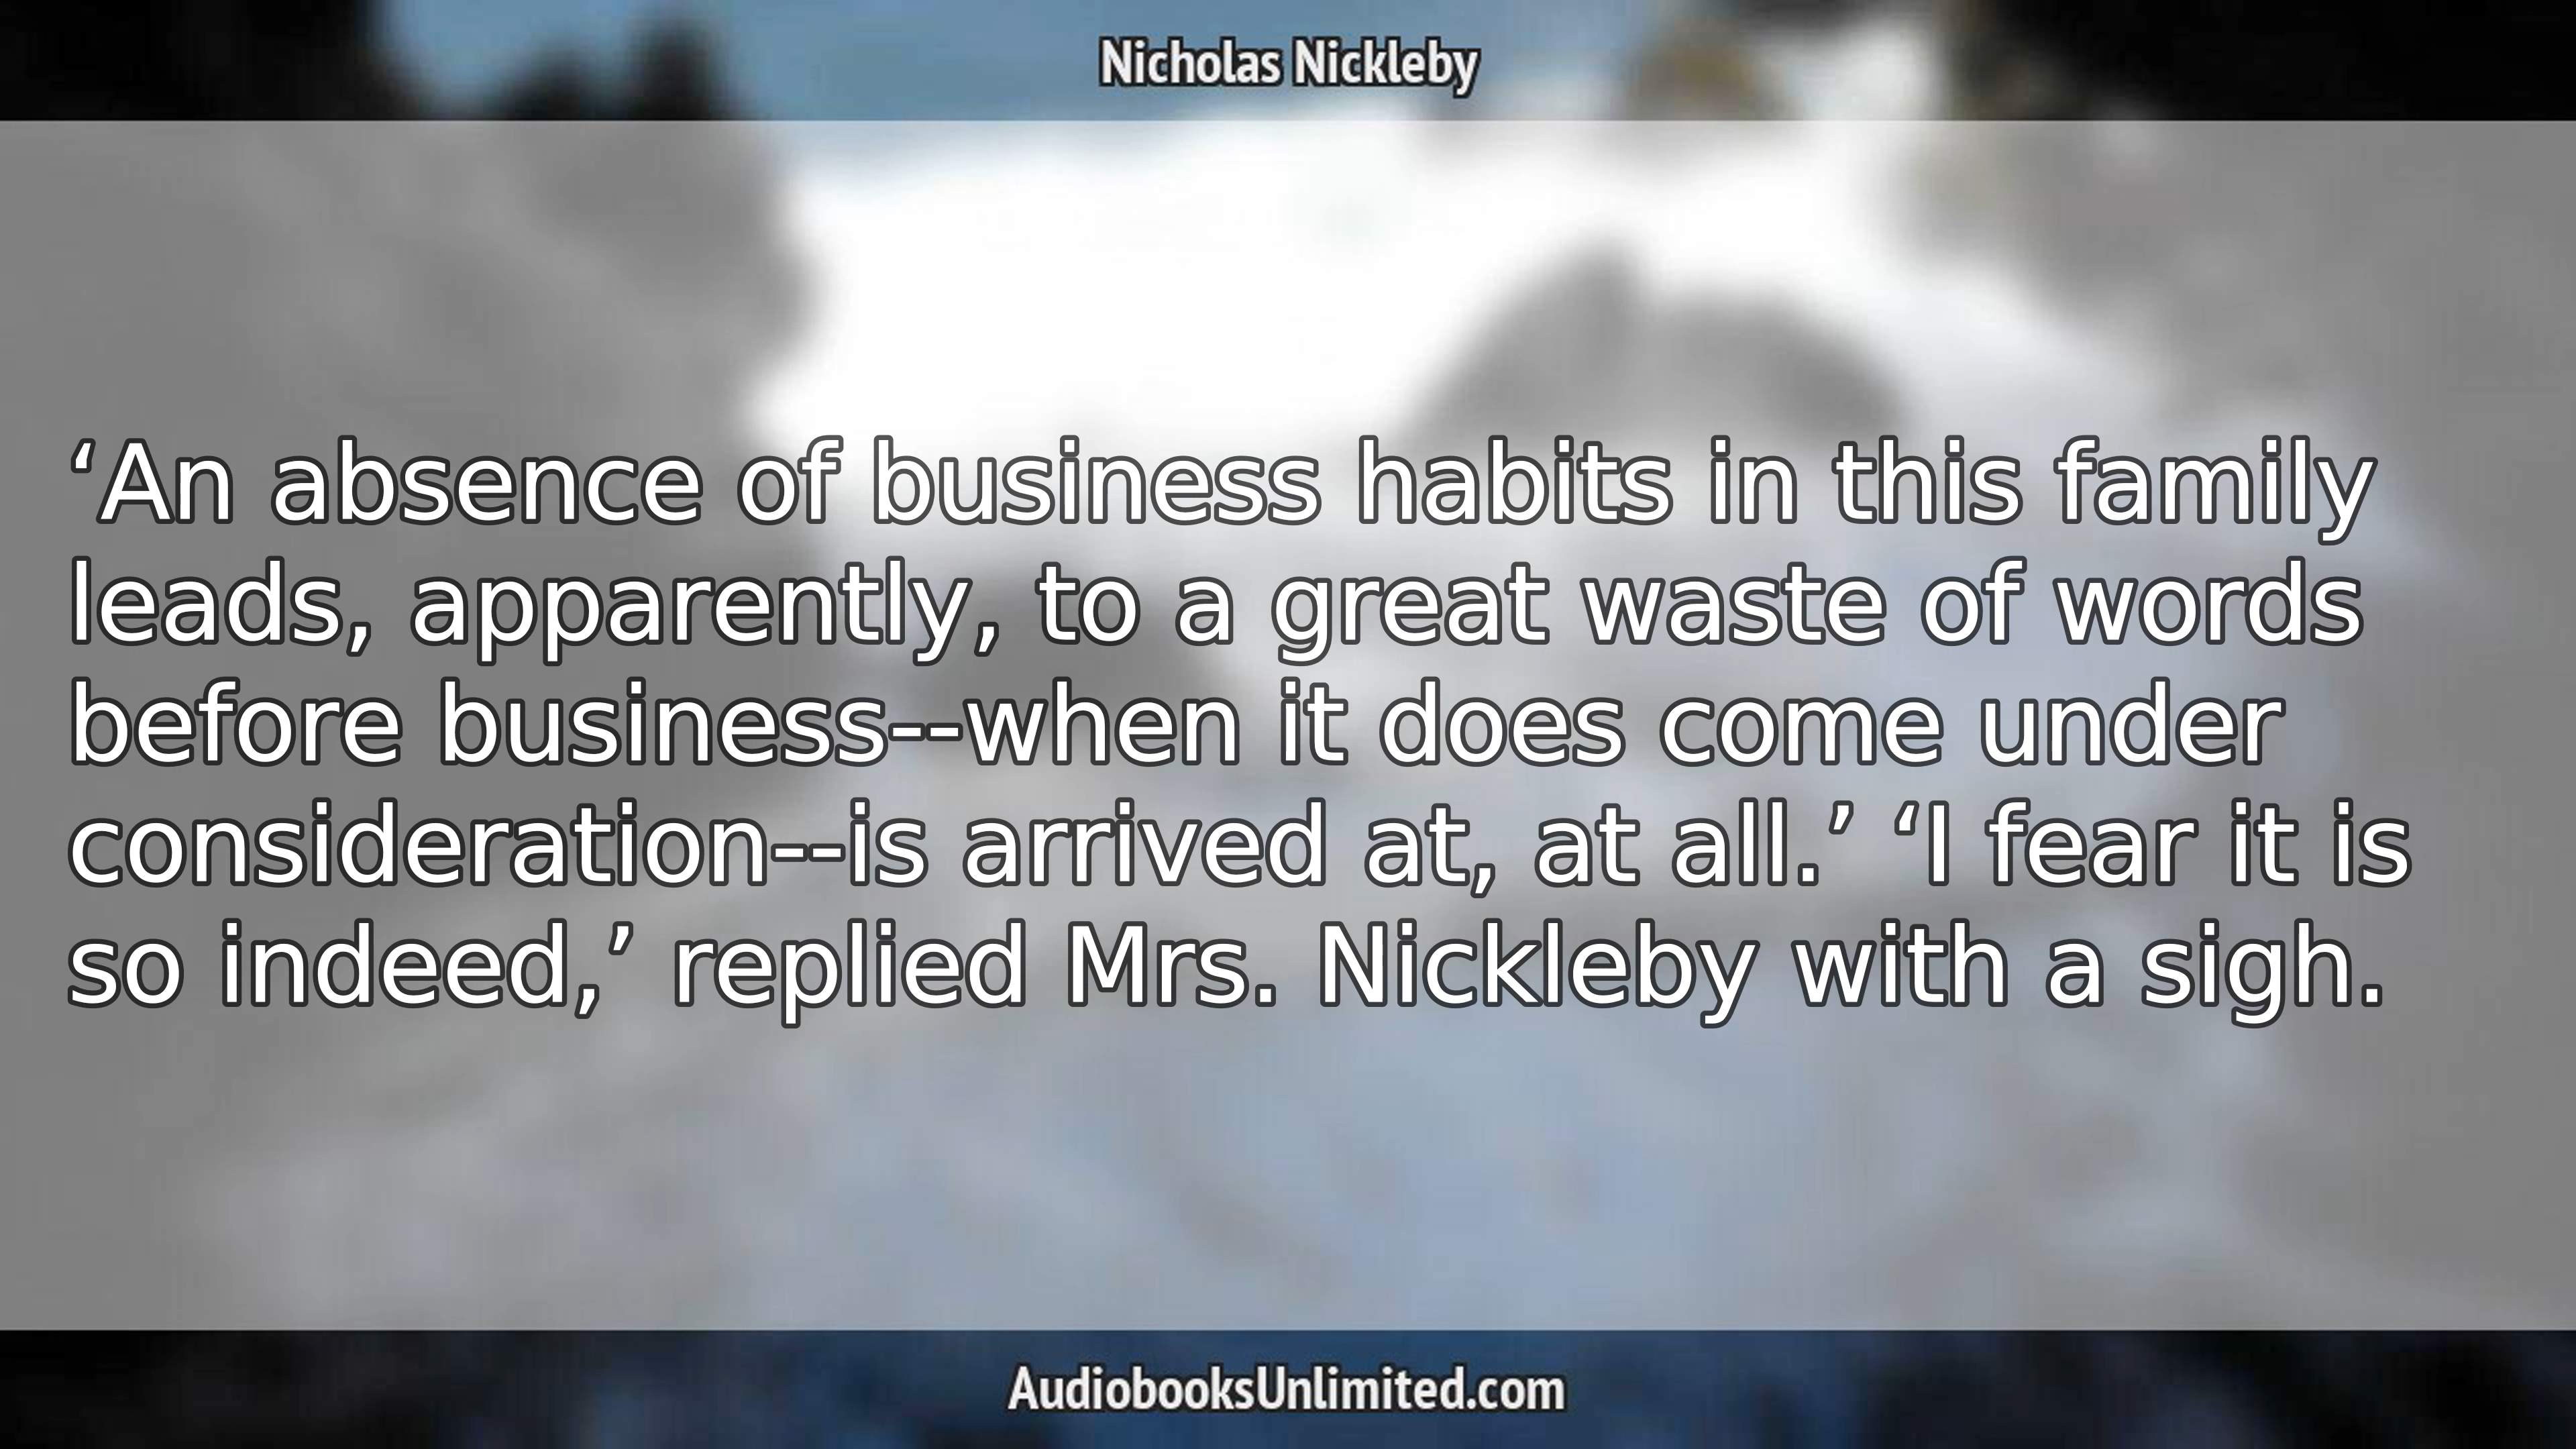 Nicholas Nickleby
‘An absence of business habits in this family
leads, apparently, to a great waste of words
before business--when it does come under
consideration--is arrived at, at all.’ ‘I fear it is
so indeed,’ replied Mrs. Nickleby with a sigh.
AudiobooksUnlimited.com